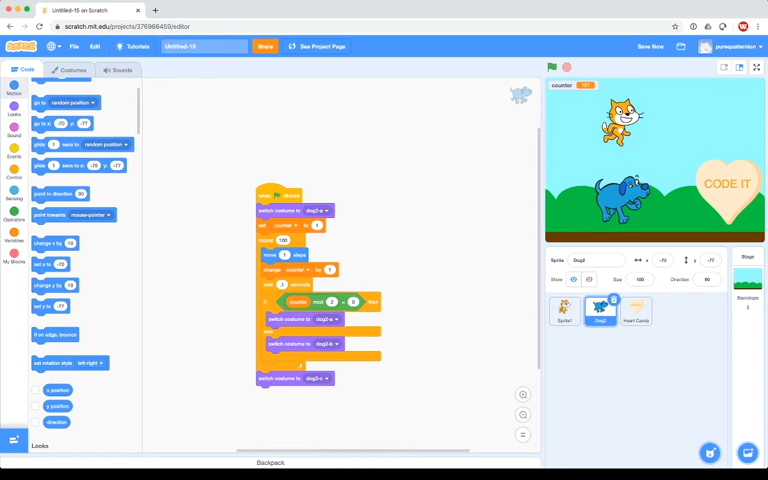 Untitled-15 on Scratch
scratch.mit.edu/projects/376966459/editor
SCRATCH File Edit Tutorials Untitled-15 Share See Project Page Save Now purequaternion
Code Costumes Sounds
Motion
Looks
Sound
Events
Control
Sensing
Operators
Variables
My Blocks
go to random position
go to x: -70 y: -77
glide 1 secs to random position
glide 1 secs to x: -70 y: -77
point in direction 90
point towards mouse-pointer
change x by 10
set x to -70
change y by 10
set y to -77
if on edge, bounce
set rotation style left-right
x position
y position
direction
Looks
when clicked
switch costume to dog2-a
set counter to 1
repeat 100
move 1 steps
change counter by 1
wait .1 seconds
if counter mod 2 = 0 then
switch costume to dog2-a
else
switch costume to dog2-b
switch costume to dog2-c
Backpack
counter 101
CODE IT
Sprite Dog2 x -70 y -77
Show Size 100 Direction 90
Sprite1
Dog2
Heart Candy
Stage
Backdrops